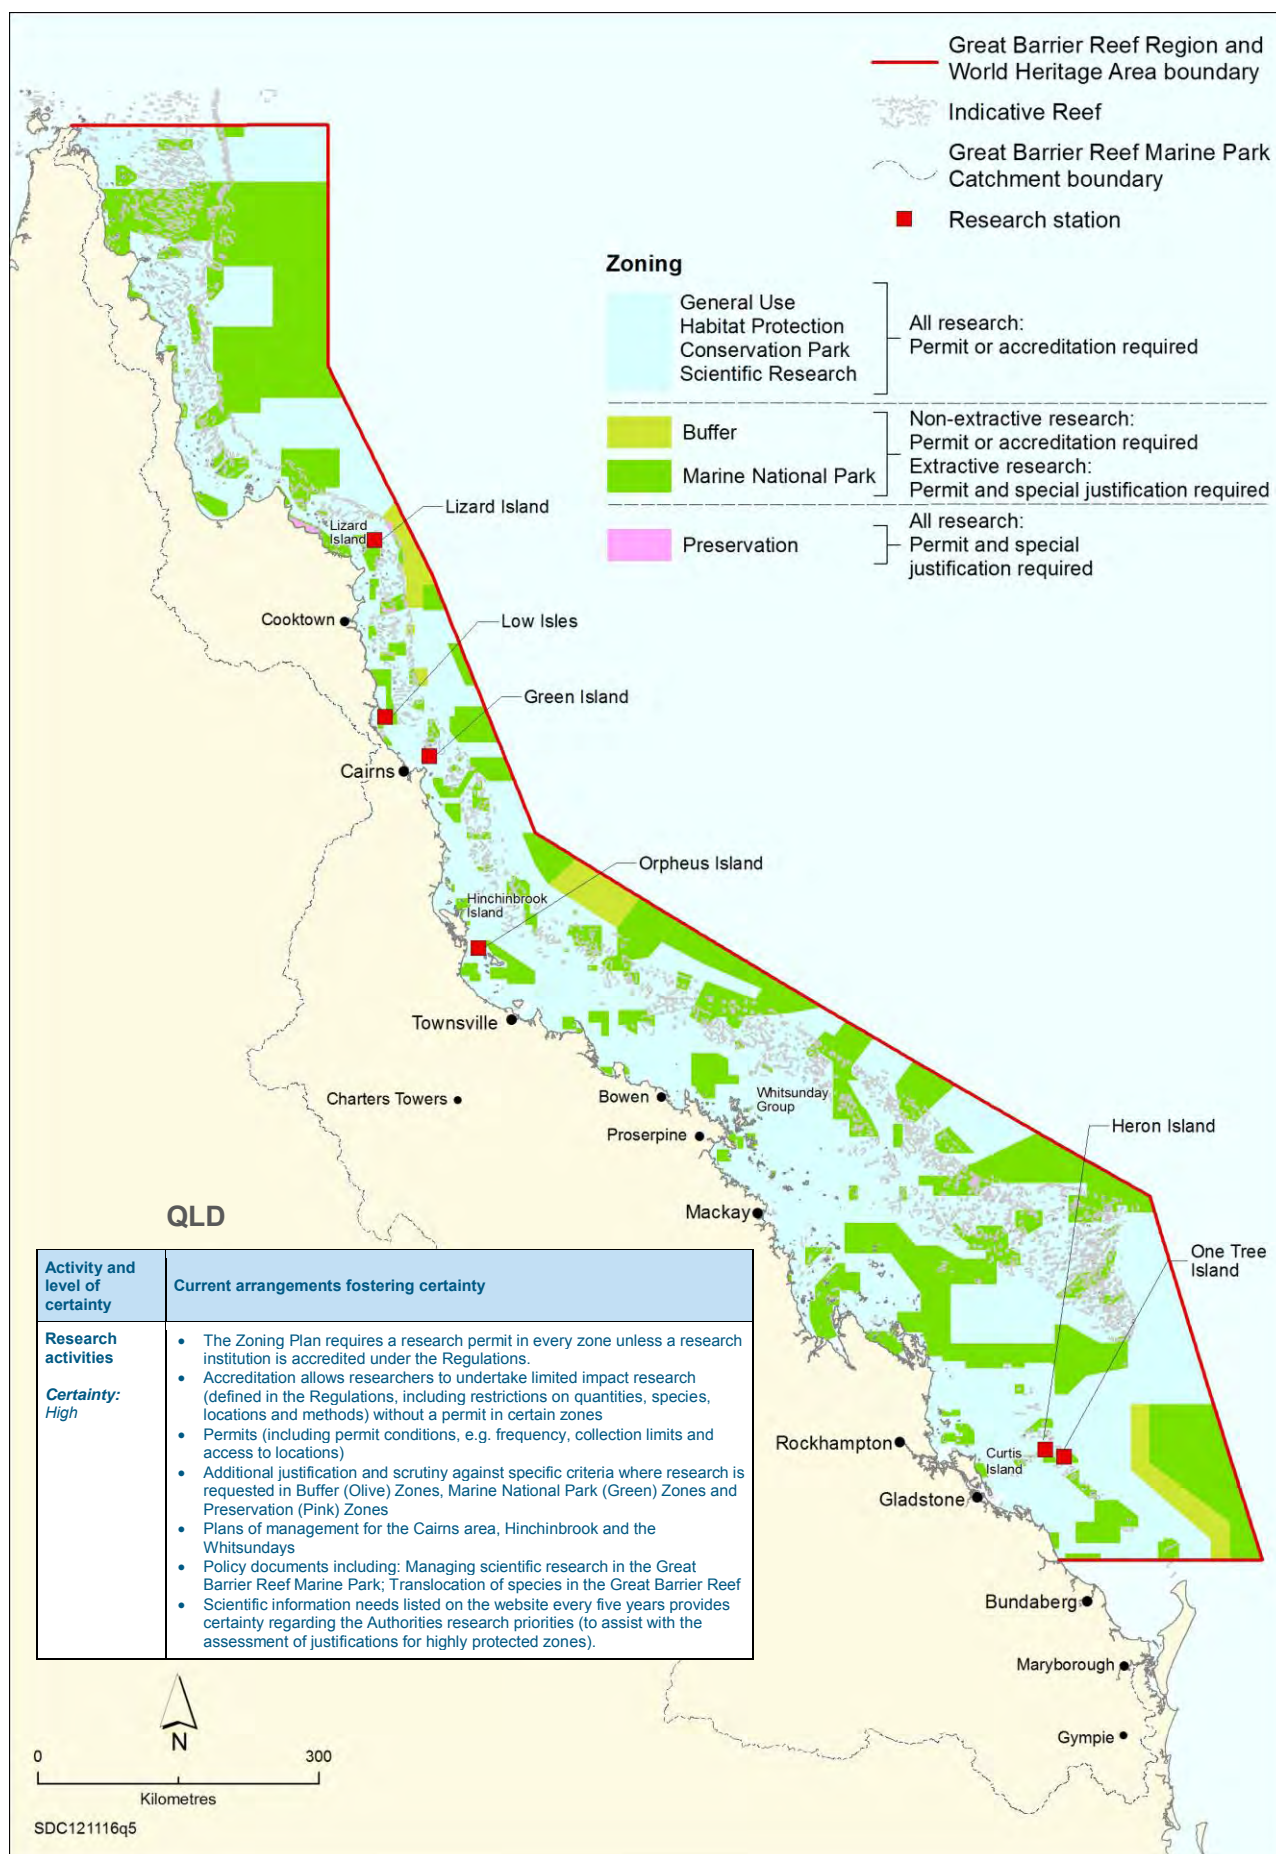 Great Barrier Reef Region and
World Heritage Area boundary
Indicative Reef
Great Barrier Reef Marine Park
Catchment boundary
Research station
Zoning
General Use
Habitat Protection
Conservation Park
Scientific Research
All research:
Permit or accreditation required
Buffer
Marine National Park
Non-extractive research:
Permit or accreditation required
Extractive research:
Permit and special justification required
Preservation
All research:
Permit and special
justification required
Lizard Island
Lizard
Island
Cooktown
Low Isles
Green Island
Cairns
Orpheus Island
Hinchinbrook
Island
Townsville
Charters Towers
Bowen
Whitsunday
Group
Proserpine
Heron Island
Mackay
QLD
One Tree
Island
Activity and
level of
certainty
Current arrangements fostering certainty
Research
activities
Certainty:
High
• The Zoning Plan requires a research permit in every zone unless a research
institution is accredited under the Regulations.
• Accreditation allows researchers to undertake limited impact research
(defined in the Regulations, including restrictions on quantities, species,
locations and methods) without a permit in certain zones
• Permits (including permit conditions, e.g. frequency, collection limits and
access to locations)
• Additional justification and scrutiny against specific criteria where research is
requested in Buffer (Olive) Zones, Marine National Park (Green) Zones and
Preservation (Pink) Zones
• Plans of management for the Cairns area, Hinchinbrook and the
Whitsundays
• Policy documents including: Managing scientific research in the Great
Barrier Reef Marine Park; Translocation of species in the Great Barrier Reef
• Scientific information needs listed on the website every five years provides
certainty regarding the Authorities research priorities (to assist with the
assessment of justifications for highly protected zones).
Rockhampton
Curtis
Island
Gladstone
Bundaberg
Maryborough
Gympie
N
0 300
Kilometres
SDC121116q5